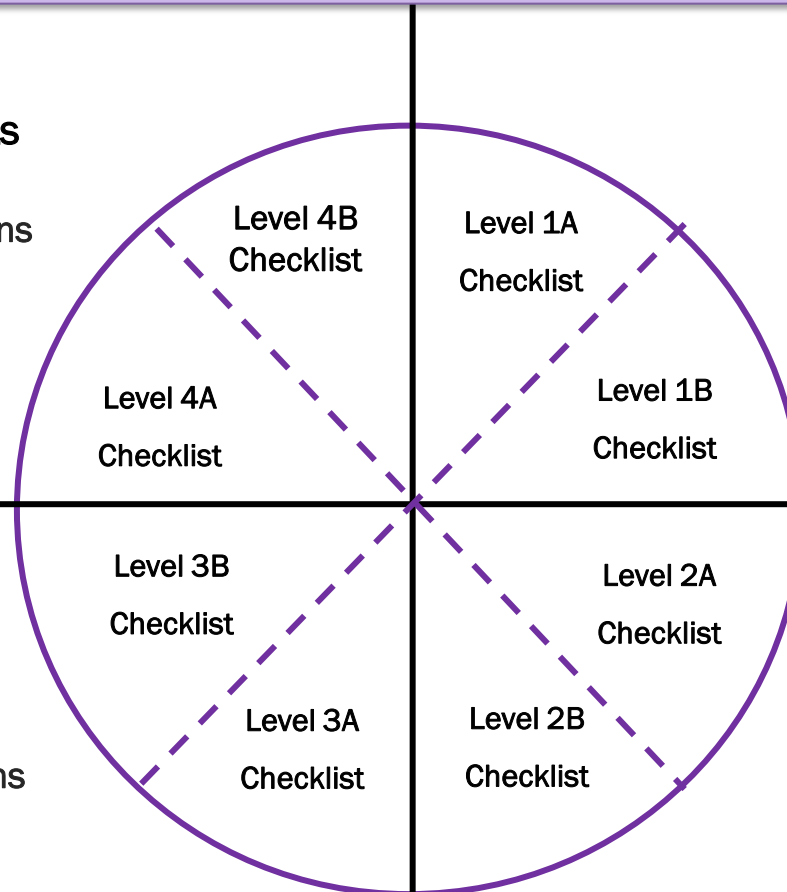 s
ns
Level 4B
Checklist
Level 1A
Checklist
Level 4A
Checklist
Level 1B
Checklist
Level 3B
Checklist
Level 2A
Checklist
Level 3A
Checklist
Level 2B
Checklist
ns